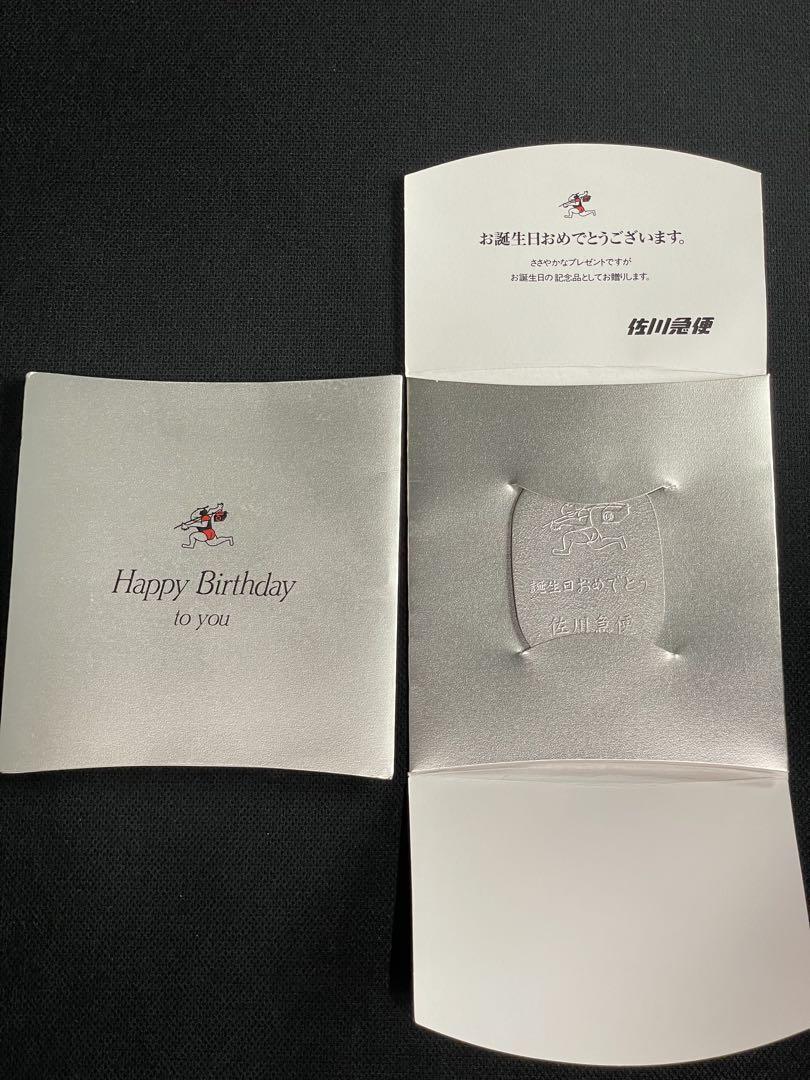 お誕生日おめでとうございます。
ささやかなプレゼントですが
お誕生日の記念品としてお贈りします。
佐川急便
Happy Birthday
to you
誕生日おめでとう
佐川急便